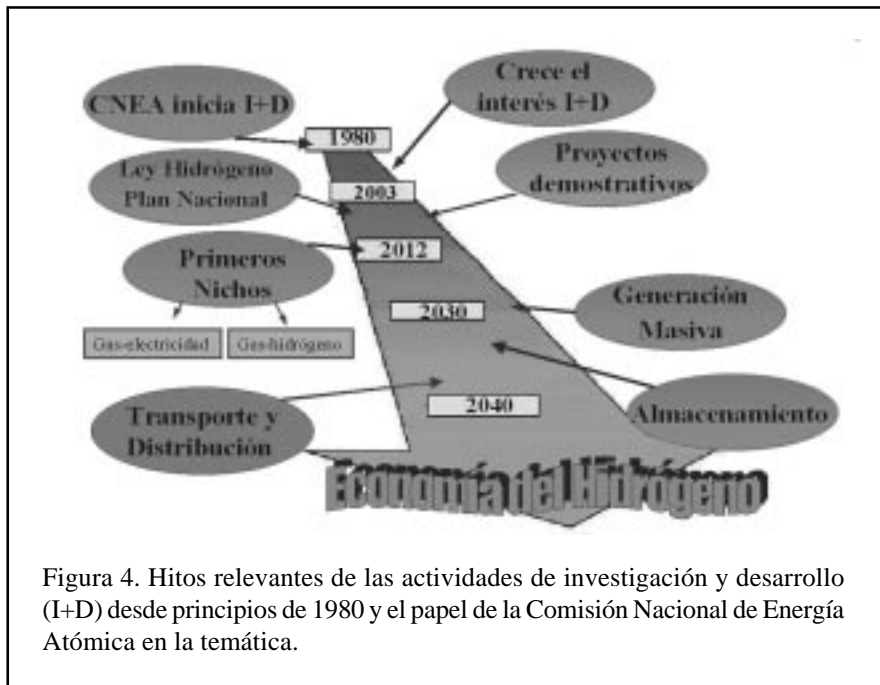 CNEA inicia I+D
Crece el
interés I+D
1980
Ley Hidrógeno
Plan Nacional
2003
Proyectos
demostrativos
2012
Primeros
Nichos
Gas-electricidad
Gas-hidrógeno
2030
Generación
Masiva
2040
Transporte y
Distribución
Almacenamiento
Economía del Hidrógeno
Figura 4. Hitos relevantes de las actividades de investigación y desarrollo
(I+D) desde principios de 1980 y el papel de la Comisión Nacional de Energía
Atómica en la temática.